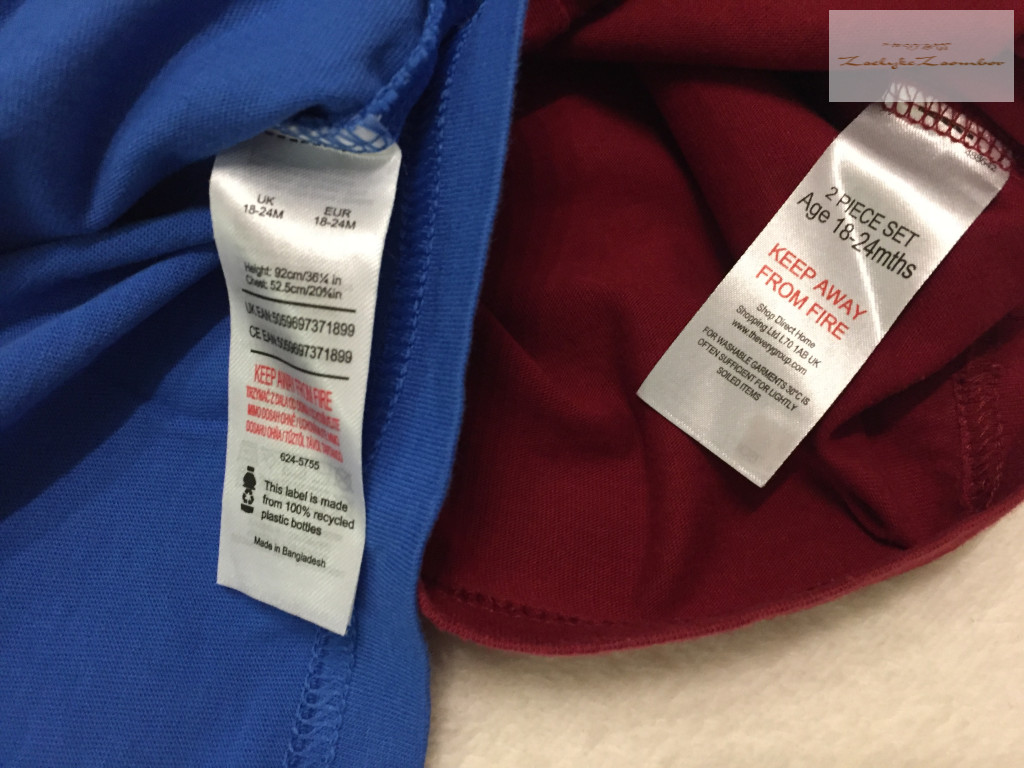 UK EUR
18-24M 18-24M
Height: 92cm/36¼ in
Chest: 52.5cm/20¾in
UK EAN:5059697371899
CE EAN:5059697371899
KEEP AWAY FROM FIRE
624-5755
This label is made
from 100% recycled
plastic bottles
Made in Bangladesh
2 PIECE SET
Age 18-24mths
KEEP AWAY
FROM FIRE
Shop Direct Home
Shopping Ltd L70 1AB UK
www.theverygroup.com
FOR WASHABLE GARMENTS 30°C IS
OFTEN SUFFICIENT FOR LIGHTLY
SOILED ITEMS